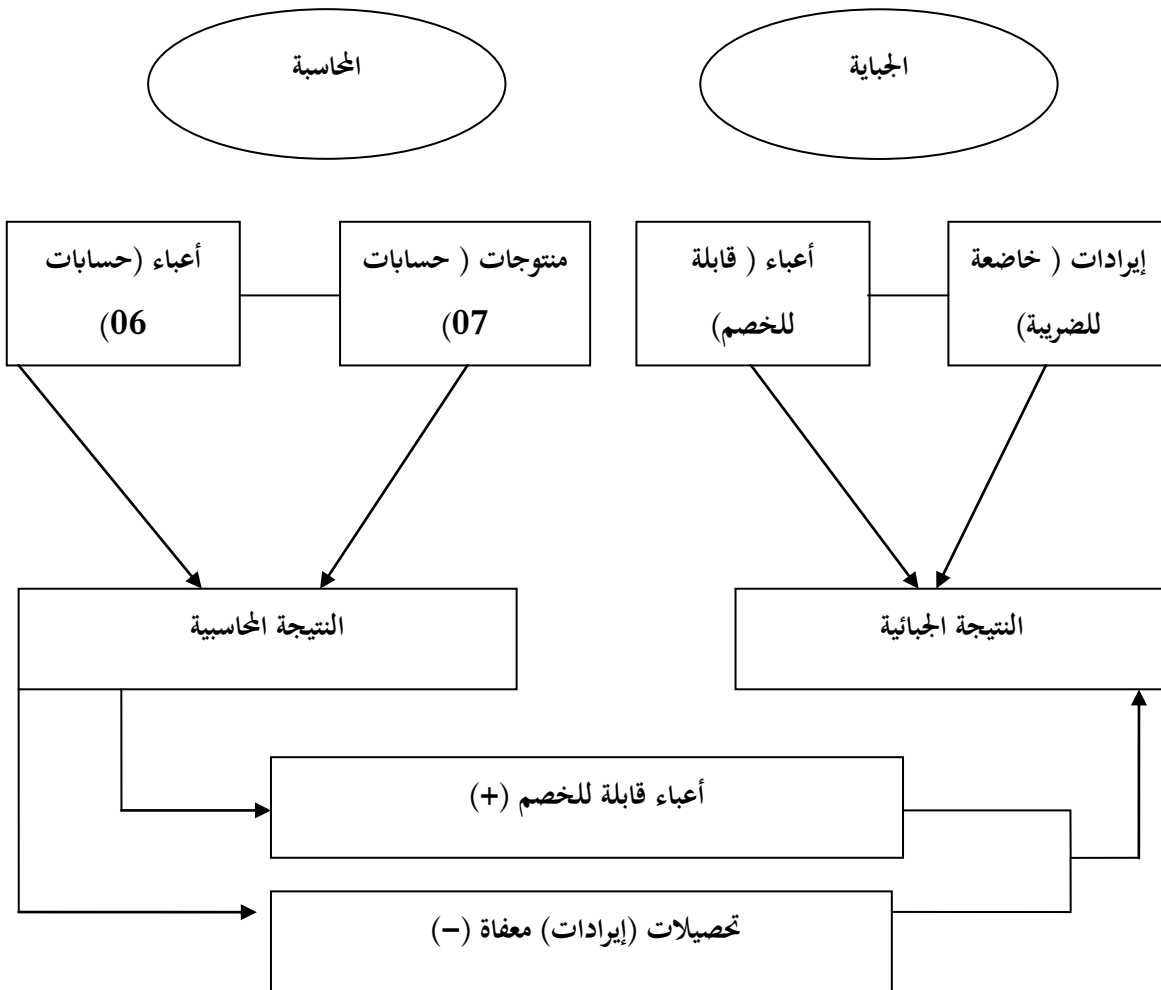 الجباية
المحاسبة
إيرادات ( خاضعة
للضريبة)
أعباء ( قابلة
للخصم)
منتوجات ( حسابات
07)
أعباء (حسابات
06)
النتيجة الجبائية
النتيجة المحاسبية
أعباء قابلة للخصم (+)
تحصيلات (إيرادات) معفاة (–)